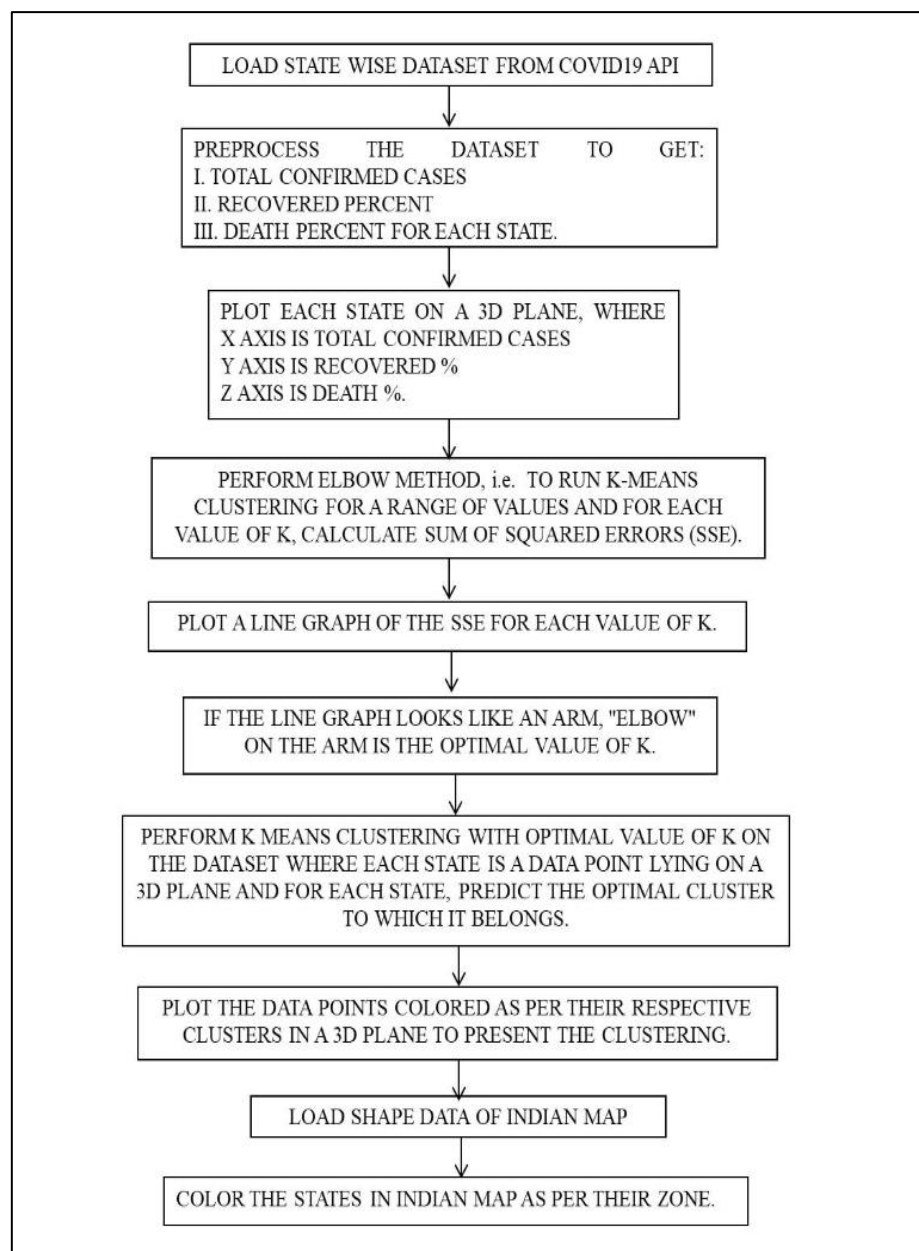 LOAD STATE WISE DATASET FROM COVID19 API
PREPROCESS THE DATASET TO GET:
I. TOTAL CONFIRMED CASES
II. RECOVERED PERCENT
III. DEATH PERCENT FOR EACH STATE.
PLOT EACH STATE ON A 3D PLANE, WHERE
X AXIS IS TOTAL CONFIRMED CASES
Y AXIS IS RECOVERED %
Z AXIS IS DEATH %.
PERFORM ELBOW METHOD, i.e. TO RUN K-MEANS
CLUSTERING FOR A RANGE OF VALUES AND FOR EACH
VALUE OF K, CALCULATE SUM OF SQUARED ERRORS (SSE).
PLOT A LINE GRAPH OF THE SSE FOR EACH VALUE OF K.
IF THE LINE GRAPH LOOKS LIKE AN ARM, "ELBOW"
ON THE ARM IS THE OPTIMAL VALUE OF K.
PERFORM K MEANS CLUSTERING WITH OPTIMAL VALUE OF K ON
THE DATASET WHERE EACH STATE IS A DATA POINT LYING ON A
3D PLANE AND FOR EACH STATE, PREDICT THE OPTIMAL CLUSTER
TO WHICH IT BELONGS.
PLOT THE DATA POINTS COLORED AS PER THEIR RESPECTIVE
CLUSTERS IN A 3D PLANE TO PRESENT THE CLUSTERING.
LOAD SHAPE DATA OF INDIAN MAP
COLOR THE STATES IN INDIAN MAP AS PER THEIR ZONE.